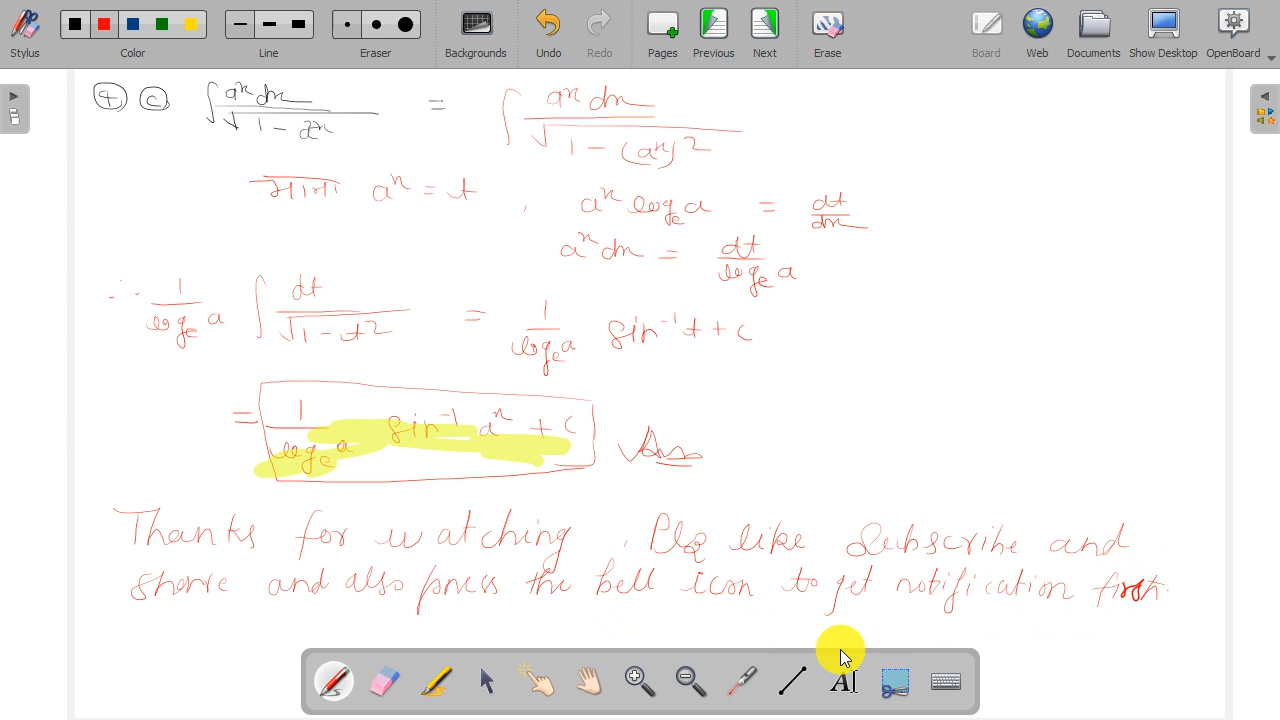 Stylus Color Line Eraser Backgrounds Undo Redo Pages Previous Next Erase Board Web Documents Show Desktop OpenBoard
④ ⓒ ∫ aˣdx / √(1 - a²ˣ) = ∫ aˣdx / √(1 - (aˣ)²)
माना aˣ = t , aˣ logₑa = dt/dx
aˣdx = dt / logₑa
∴ 1/logₑa ∫ dt / √(1 - t²) = 1/logₑa sin⁻¹t + c
= 1/logₑa sin⁻¹ aˣ + c Ans
Thanks for watching , Plz like Subscribe and
share and also press the bell icon to get notification first.
AI